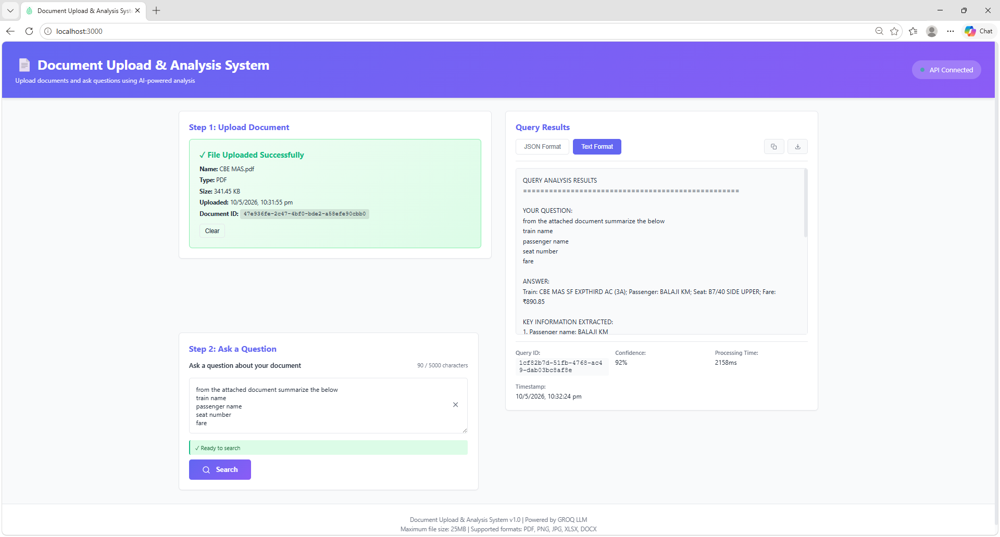 Document Upload & Analysis Syst
localhost:3000
Chat
Document Upload & Analysis System
Upload documents and ask questions using AI-powered analysis
API Connected
Step 1: Upload Document
✓ File Uploaded Successfully
Name: CBE MAS.pdf
Type: PDF
Size: 341.45 KB
Uploaded: 10/5/2026, 10:31:55 pm
Document ID: 47e936fe-2c47-4bf0-bde2-a58efe90cbb0
Clear
Step 2: Ask a Question
Ask a question about your document
90 / 5000 characters
from the attached document summarize the below
train name
passenger name
seat number
fare
✓ Ready to search
Search
Query Results
JSON Format
Text Format
QUERY ANALYSIS RESULTS
==================================================
YOUR QUESTION:
from the attached document summarize the below
train name
passenger name
seat number
fare
ANSWER:
Train: CBE MAS SF EXPTHIRD AC (3A); Passenger: BALAJI KM; Seat: B7/40 SIDE UPPER; Fare:
₹890.85
KEY INFORMATION EXTRACTED:
1. Passenger name: BALAJI KM
Query ID:
1cf82b7d-51fb-4768-ac4
9-dab03bc8af8e
Confidence:
92%
Processing Time:
2158ms
Timestamp:
10/5/2026, 10:32:24 pm
Document Upload & Analysis System v1.0 | Powered by GROQ LLM
Maximum file size: 25MB | Supported formats: PDF, PNG, JPG, XLSX, DOCX